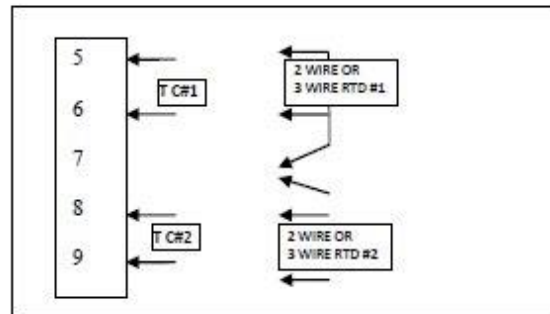 5
T C#1
2 WIRE OR
3 WIRE RTD #1
6
7
8
T C#2
2 WIRE OR
3 WIRE RTD #2
9